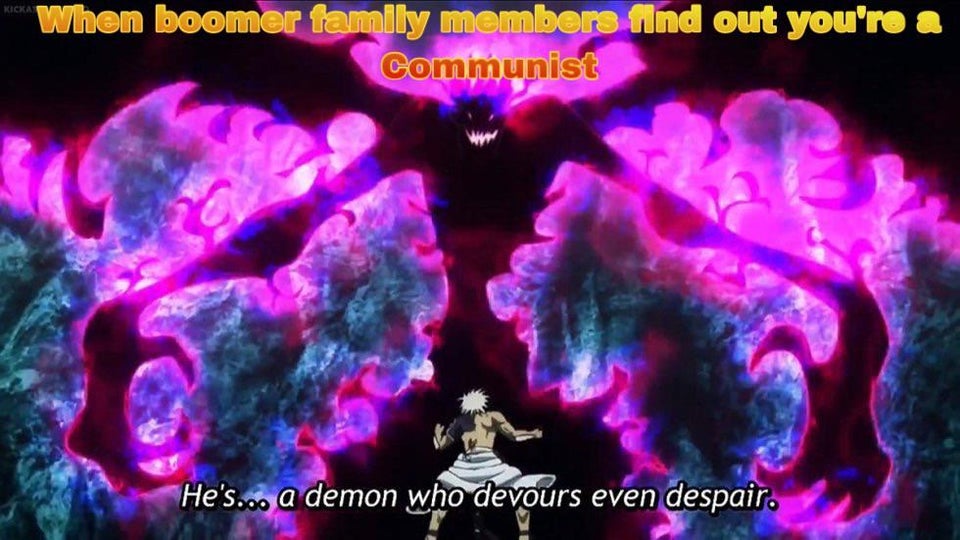 When boomer family members find out you're a
Communist
He's... a demon who devours even despair.